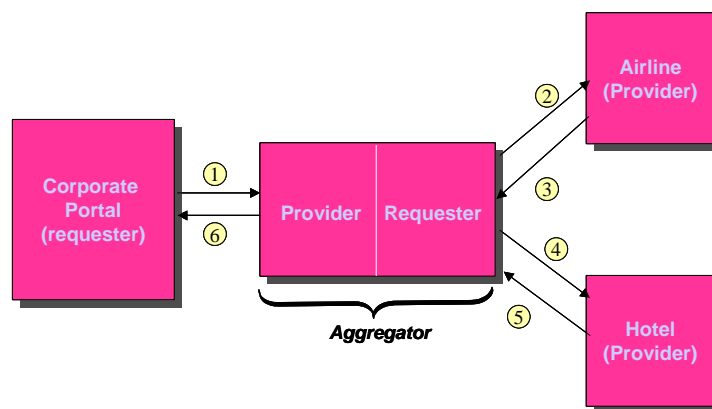 Airline
(Provider)
2
1
3
Corporate
Portal
(requester)
Provider
Requester
6
4
5
Aggregator
Hotel
(Provider)